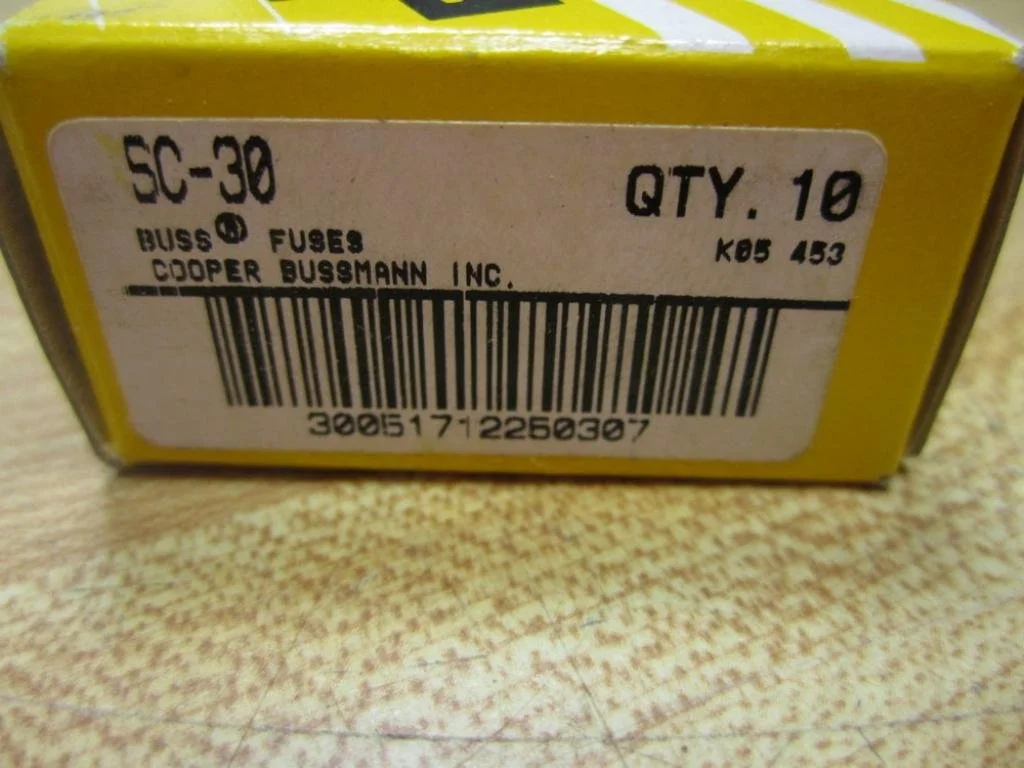 SC-30
QTY. 10
BUSS® FUSES
K05 453
COOPER BUSSMANN INC.
30051712250307